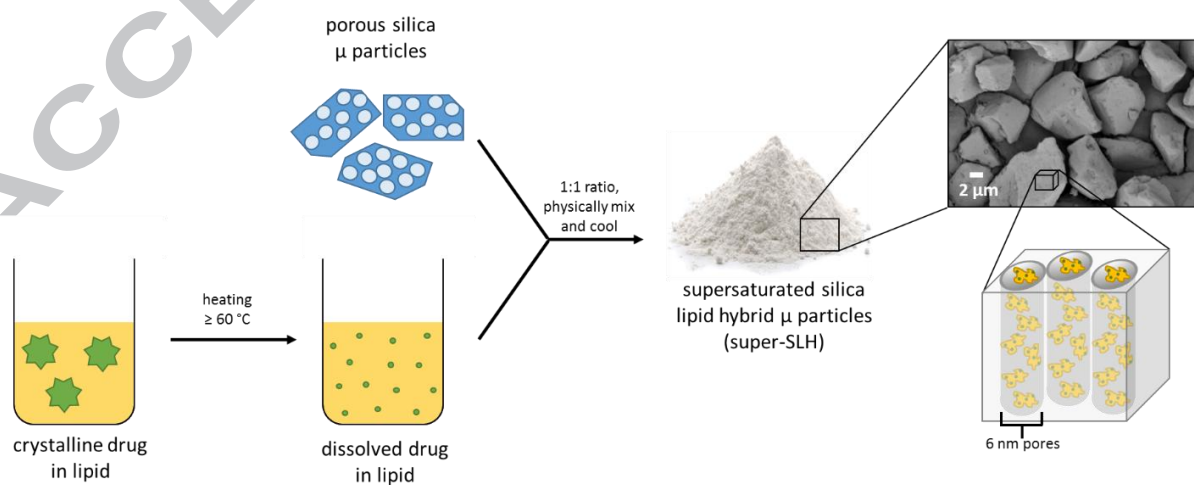 ACCE
porous silica
μ particles
1:1 ratio,
physically mix
and cool
2 μm
heating
≥ 60 °C
supersaturated silica
lipid hybrid μ particles
(super-SLH)
6 nm pores
crystalline drug
in lipid
dissolved drug
in lipid